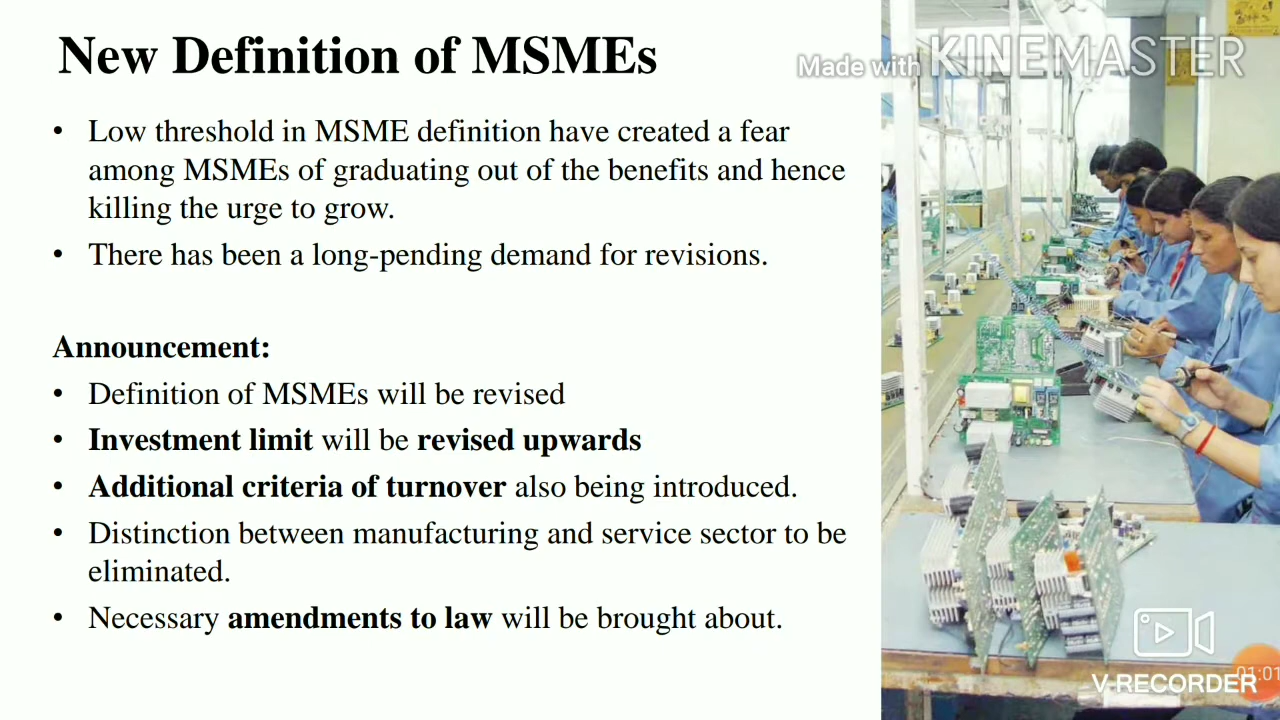 New Definition of MSMEs
Made with KINEMASTER
• Low threshold in MSME definition have created a fear
among MSMEs of graduating out of the benefits and hence
killing the urge to grow.
• There has been a long-pending demand for revisions.
Announcement:
• Definition of MSMEs will be revised
• Investment limit will be revised upwards
• Additional criteria of turnover also being introduced.
• Distinction between manufacturing and service sector to be
eliminated.
• Necessary amendments to law will be brought about.
01:01
V RECORDER